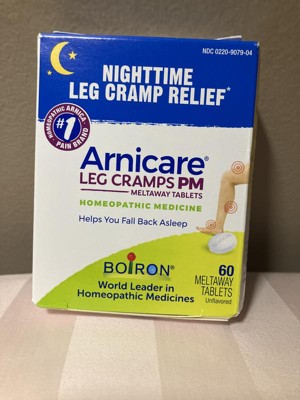 NDC 0220-9079-04
NIGHTTIME
LEG CRAMP RELIEF*
HOMEOPATHIC ARNICA
#1
PAIN BRAND
Arnicare®
LEG CRAMPS PM
MELTAWAY TABLETS
HOMEOPATHIC MEDICINE
Helps You Fall Back Asleep
BOIRON®
World Leader in
Homeopathic Medicines
60
MELTAWAY
TABLETS
Unflavored